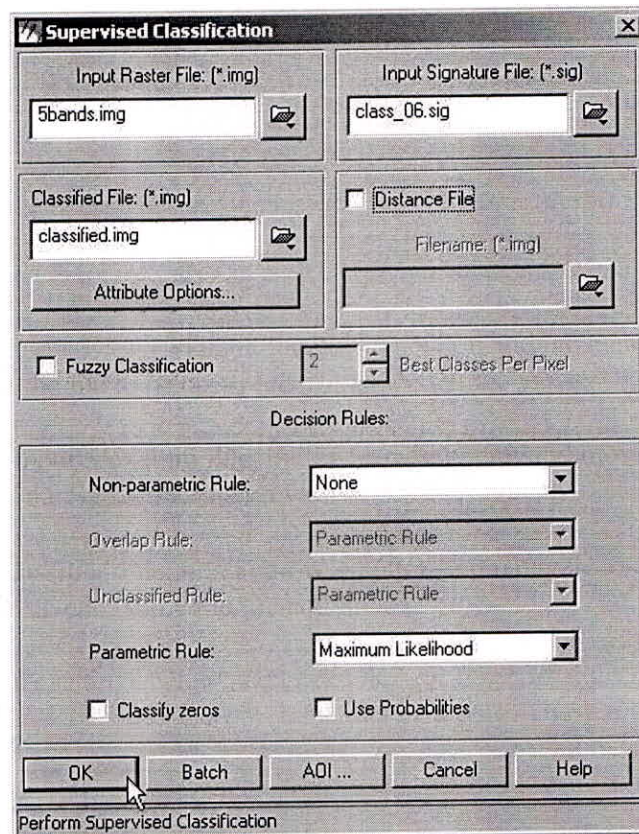 Supervised Classification
Input Raster File: (*.img)
Input Signature File: (*.sig)
5bands.img
class_06.sig
Classified File: (*.img)
Distance File
classified.img
Filename: (*.img)
Attribute Options...
Fuzzy Classification
2
Best Classes Per Pixel
Decision Rules:
Non-parametric Rule:
None
Overlap Rule:
Parametric Rule
Unclassified Rule:
Parametric Rule
Parametric Rule:
Maximum Likelihood
Classify zeros
Use Probabilities
OK
Batch
AOI ...
Cancel
Help
Perform Supervised Classification